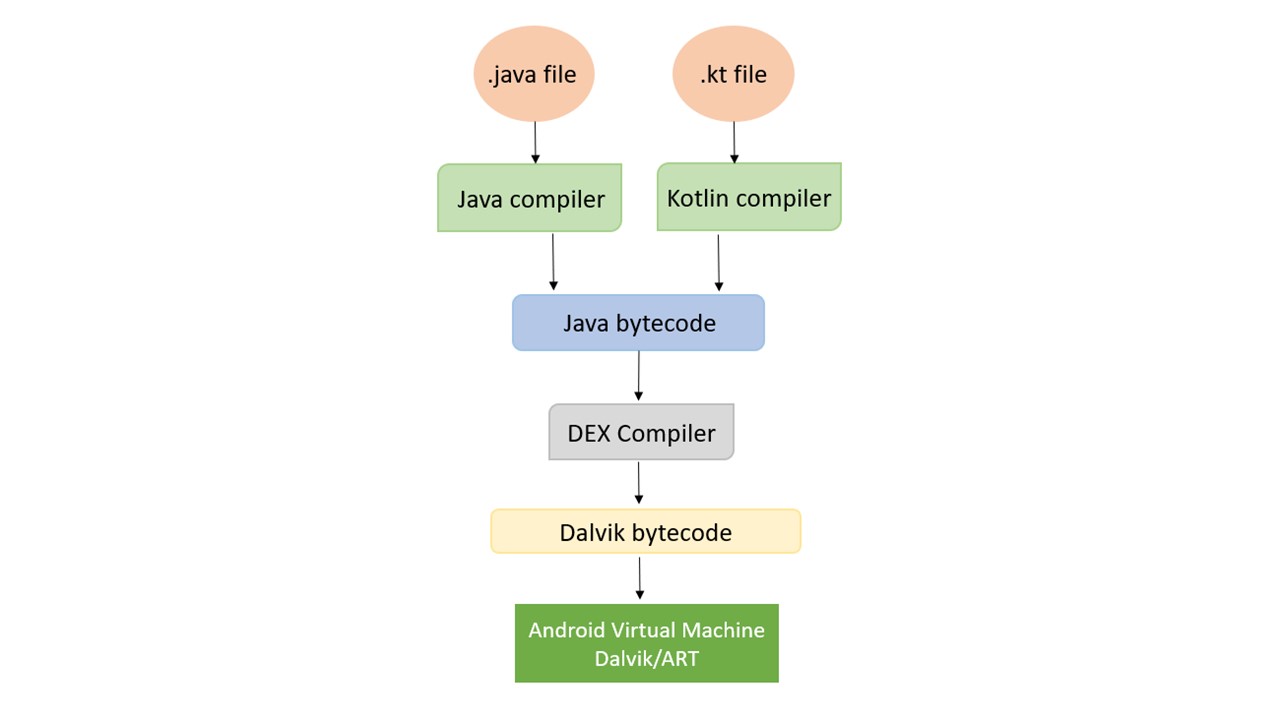 .java file
.kt file
Java compiler
Kotlin compiler
Java bytecode
DEX Compiler
Dalvik bytecode
Android Virtual Machine
Dalvik/ART